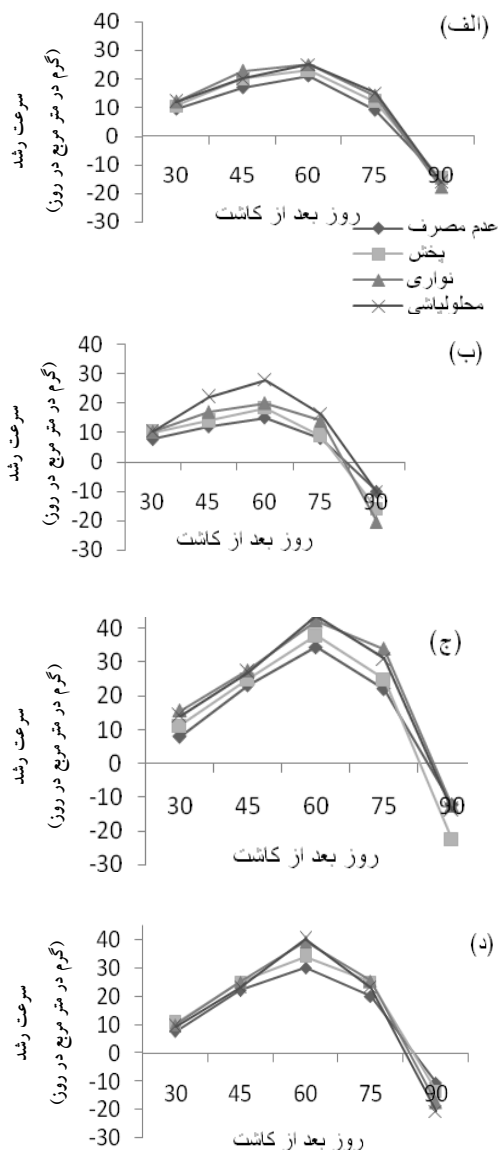 (الف)
سرعت رشد
(گرم در متر مربع در روز)
40
30
20
10
0
-10
-20
-30
30 45 60 75 90
روز بعد از کاشت
عدم مصرف
پخش
نواری
محلولپاشی
(ب)
سرعت رشد
(گرم در متر مربع در روز)
40
30
20
10
0
-10
-20
-30
30 45 60 75 90
روز بعد از کاشت
(ج)
سرعت رشد
(گرم در متر مربع در روز)
40
30
20
10
0
-10
-20
-30
30 45 60 75 90
روز بعد از کاشت
(د)
سرعت رشد
(گرم در متر مربع در روز)
40
30
20
10
0
-10
-20
-30
30 45 60 75 90
روز بعد از کاشت